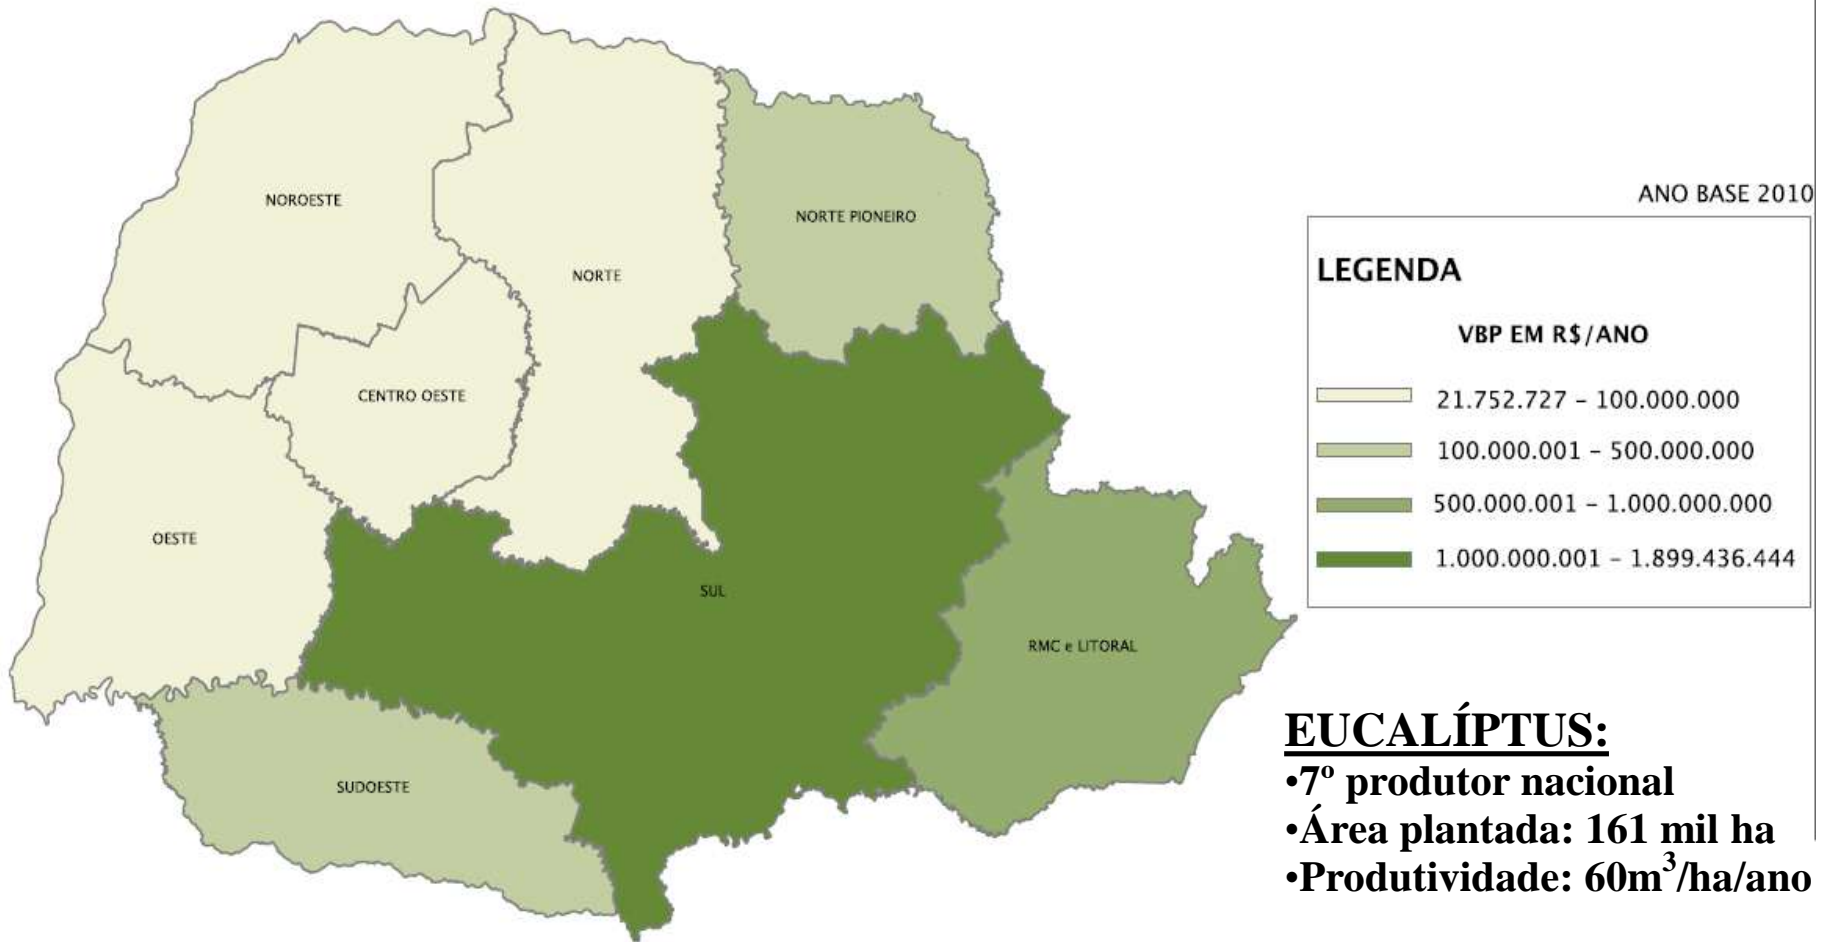 NOROESTE
NORTE
NORTE PIONEIRO
CENTRO OESTE
OESTE
SUL
RMC e LITORAL
SUDOESTE
ANO BASE 2010
LEGENDA
VBP EM R$/ANO
21.752.727 – 100.000.000
100.000.001 – 500.000.000
500.000.001 – 1.000.000.000
1.000.000.001 – 1.899.436.444
EUCALÍPTUS:
•7º produtor nacional
•Área plantada: 161 mil ha
•Produtividade: 60m³/ha/ano